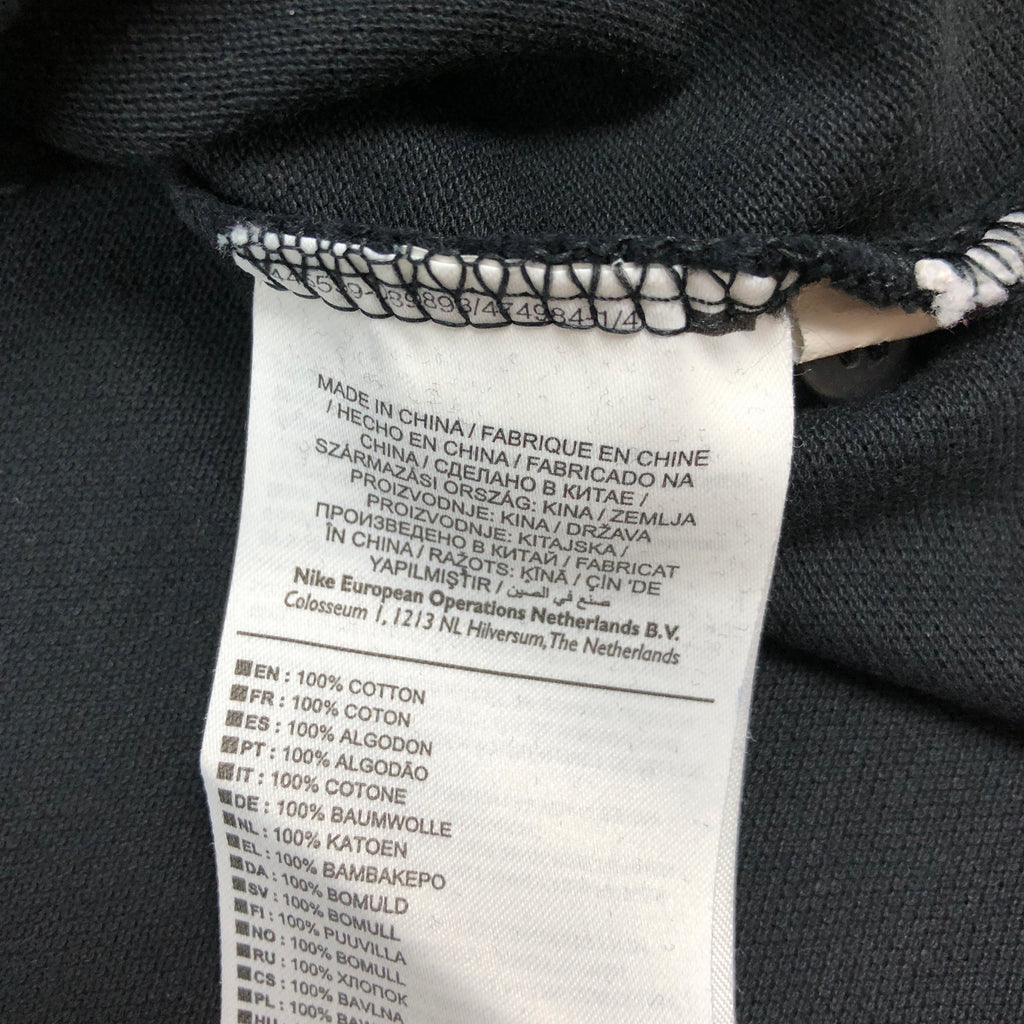 MADE IN CHINA / FABRIQUE EN CHINE
/ HECHO EN CHINA / FABRICADO NA
CHINA / СДЕЛАНО В КИТАЕ /
SZÁRMAZÁSI ORSZÁG: KINA / ZEMLJA
PROIZVODNJE: KINA / DRŽAVA
PROIZVODNJE: KITAJSKA /
ПРОИЗВЕДЕНО В КИТАЙ / FABRICAT
ÎN CHINA / RAŽOTS: ĶĪNĀ / ÇİN 'DE
YAPILMIŞTIR / صنع في الصين
Nike European Operations Netherlands B.V.
Colosseum 1, 1213 NL Hilversum, The Netherlands
EN : 100% COTTON
FR : 100% COTON
ES : 100% ALGODON
PT : 100% ALGODÃO
IT : 100% COTONE
DE : 100% BAUMWOLLE
NL : 100% KATOEN
EL : 100% ΒΑΜΒΑΚΕΡΟ
DA : 100% BOMULD
SV : 100% BOMULL
FI : 100% PUUVILLA
NO : 100% BOMULL
RU : 100% ХЛОПОК
CS : 100% BAVLNA
PL : 100%
HU